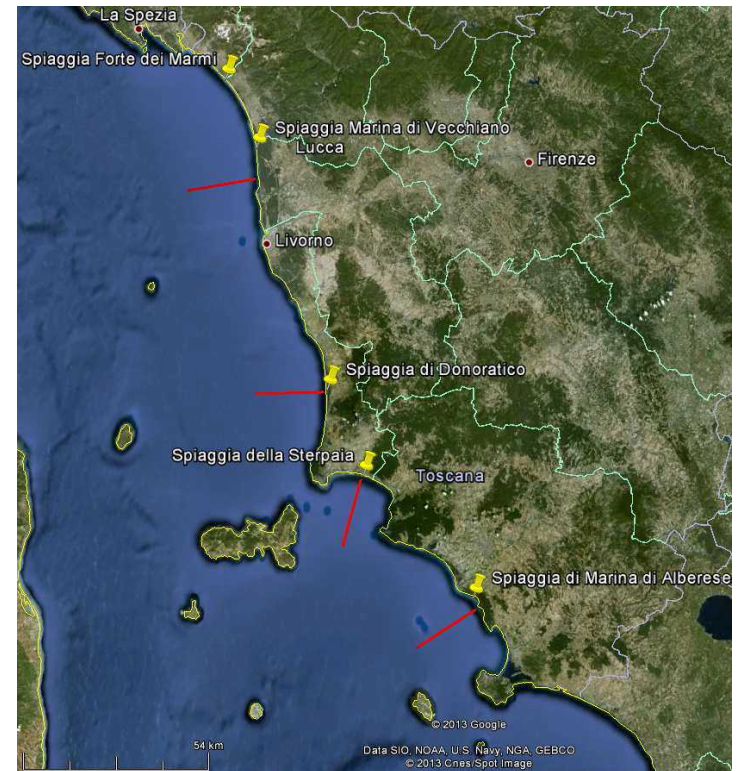 La Spezia
Spiaggia Forte dei Marmi
Spiaggia Marina di Vecchiano
Lucca
Firenze
Livorno
Spiaggia di Donoratico
Spiaggia della Sterpaia
Toscana
Spiaggia di Marina di Alberese
© 2013 Google
54 km
Data SIO, NOAA, U.S. Navy, NGA, GEBCO
© 2013 Cnes/Spot Image